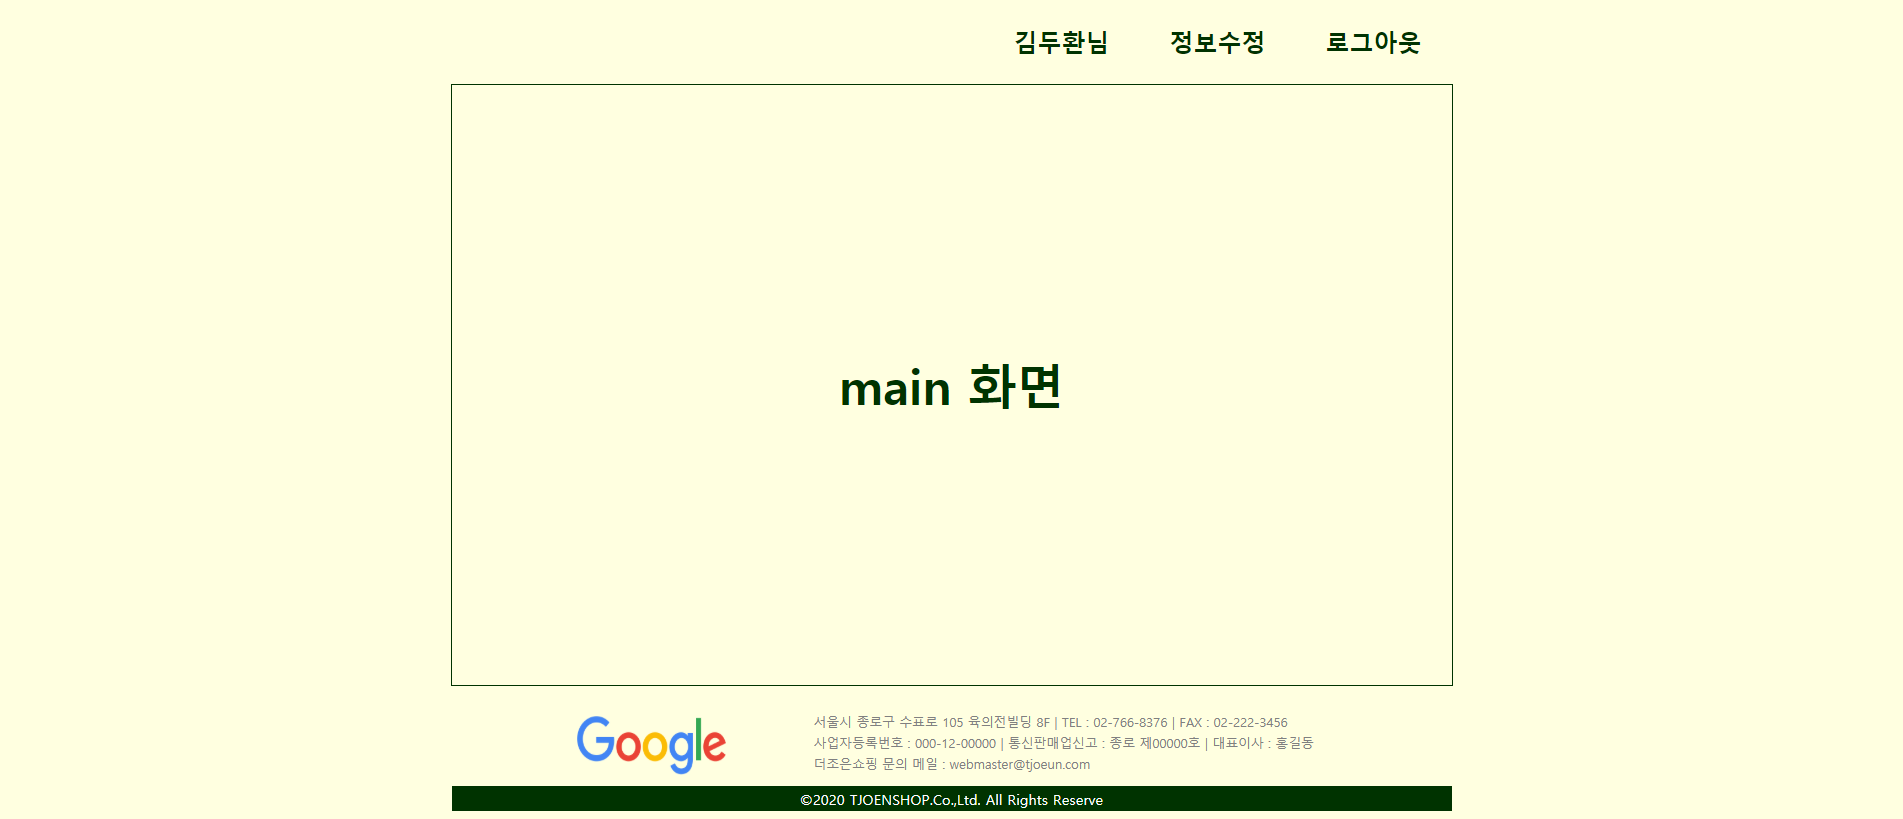 김두환님 정보수정 로그아웃
main 화면
Google
서울시 종로구 수표로 105 육의전빌딩 8F | TEL : 02-766-8376 | FAX : 02-222-3456
사업자등록번호 : 000-12-00000 | 통신판매업신고 : 종로 제00000호 | 대표이사 : 홍길동
더조은쇼핑 문의 메일 : webmaster@tjoeun.com
©2020 TJOENSHOP.Co.,Ltd. All Rights Reserve